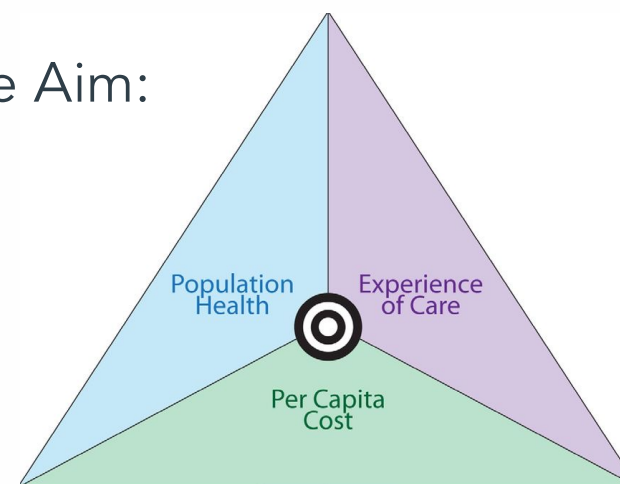 e Aim:
Population
Health
Experience
of Care
Per Capita
Cost